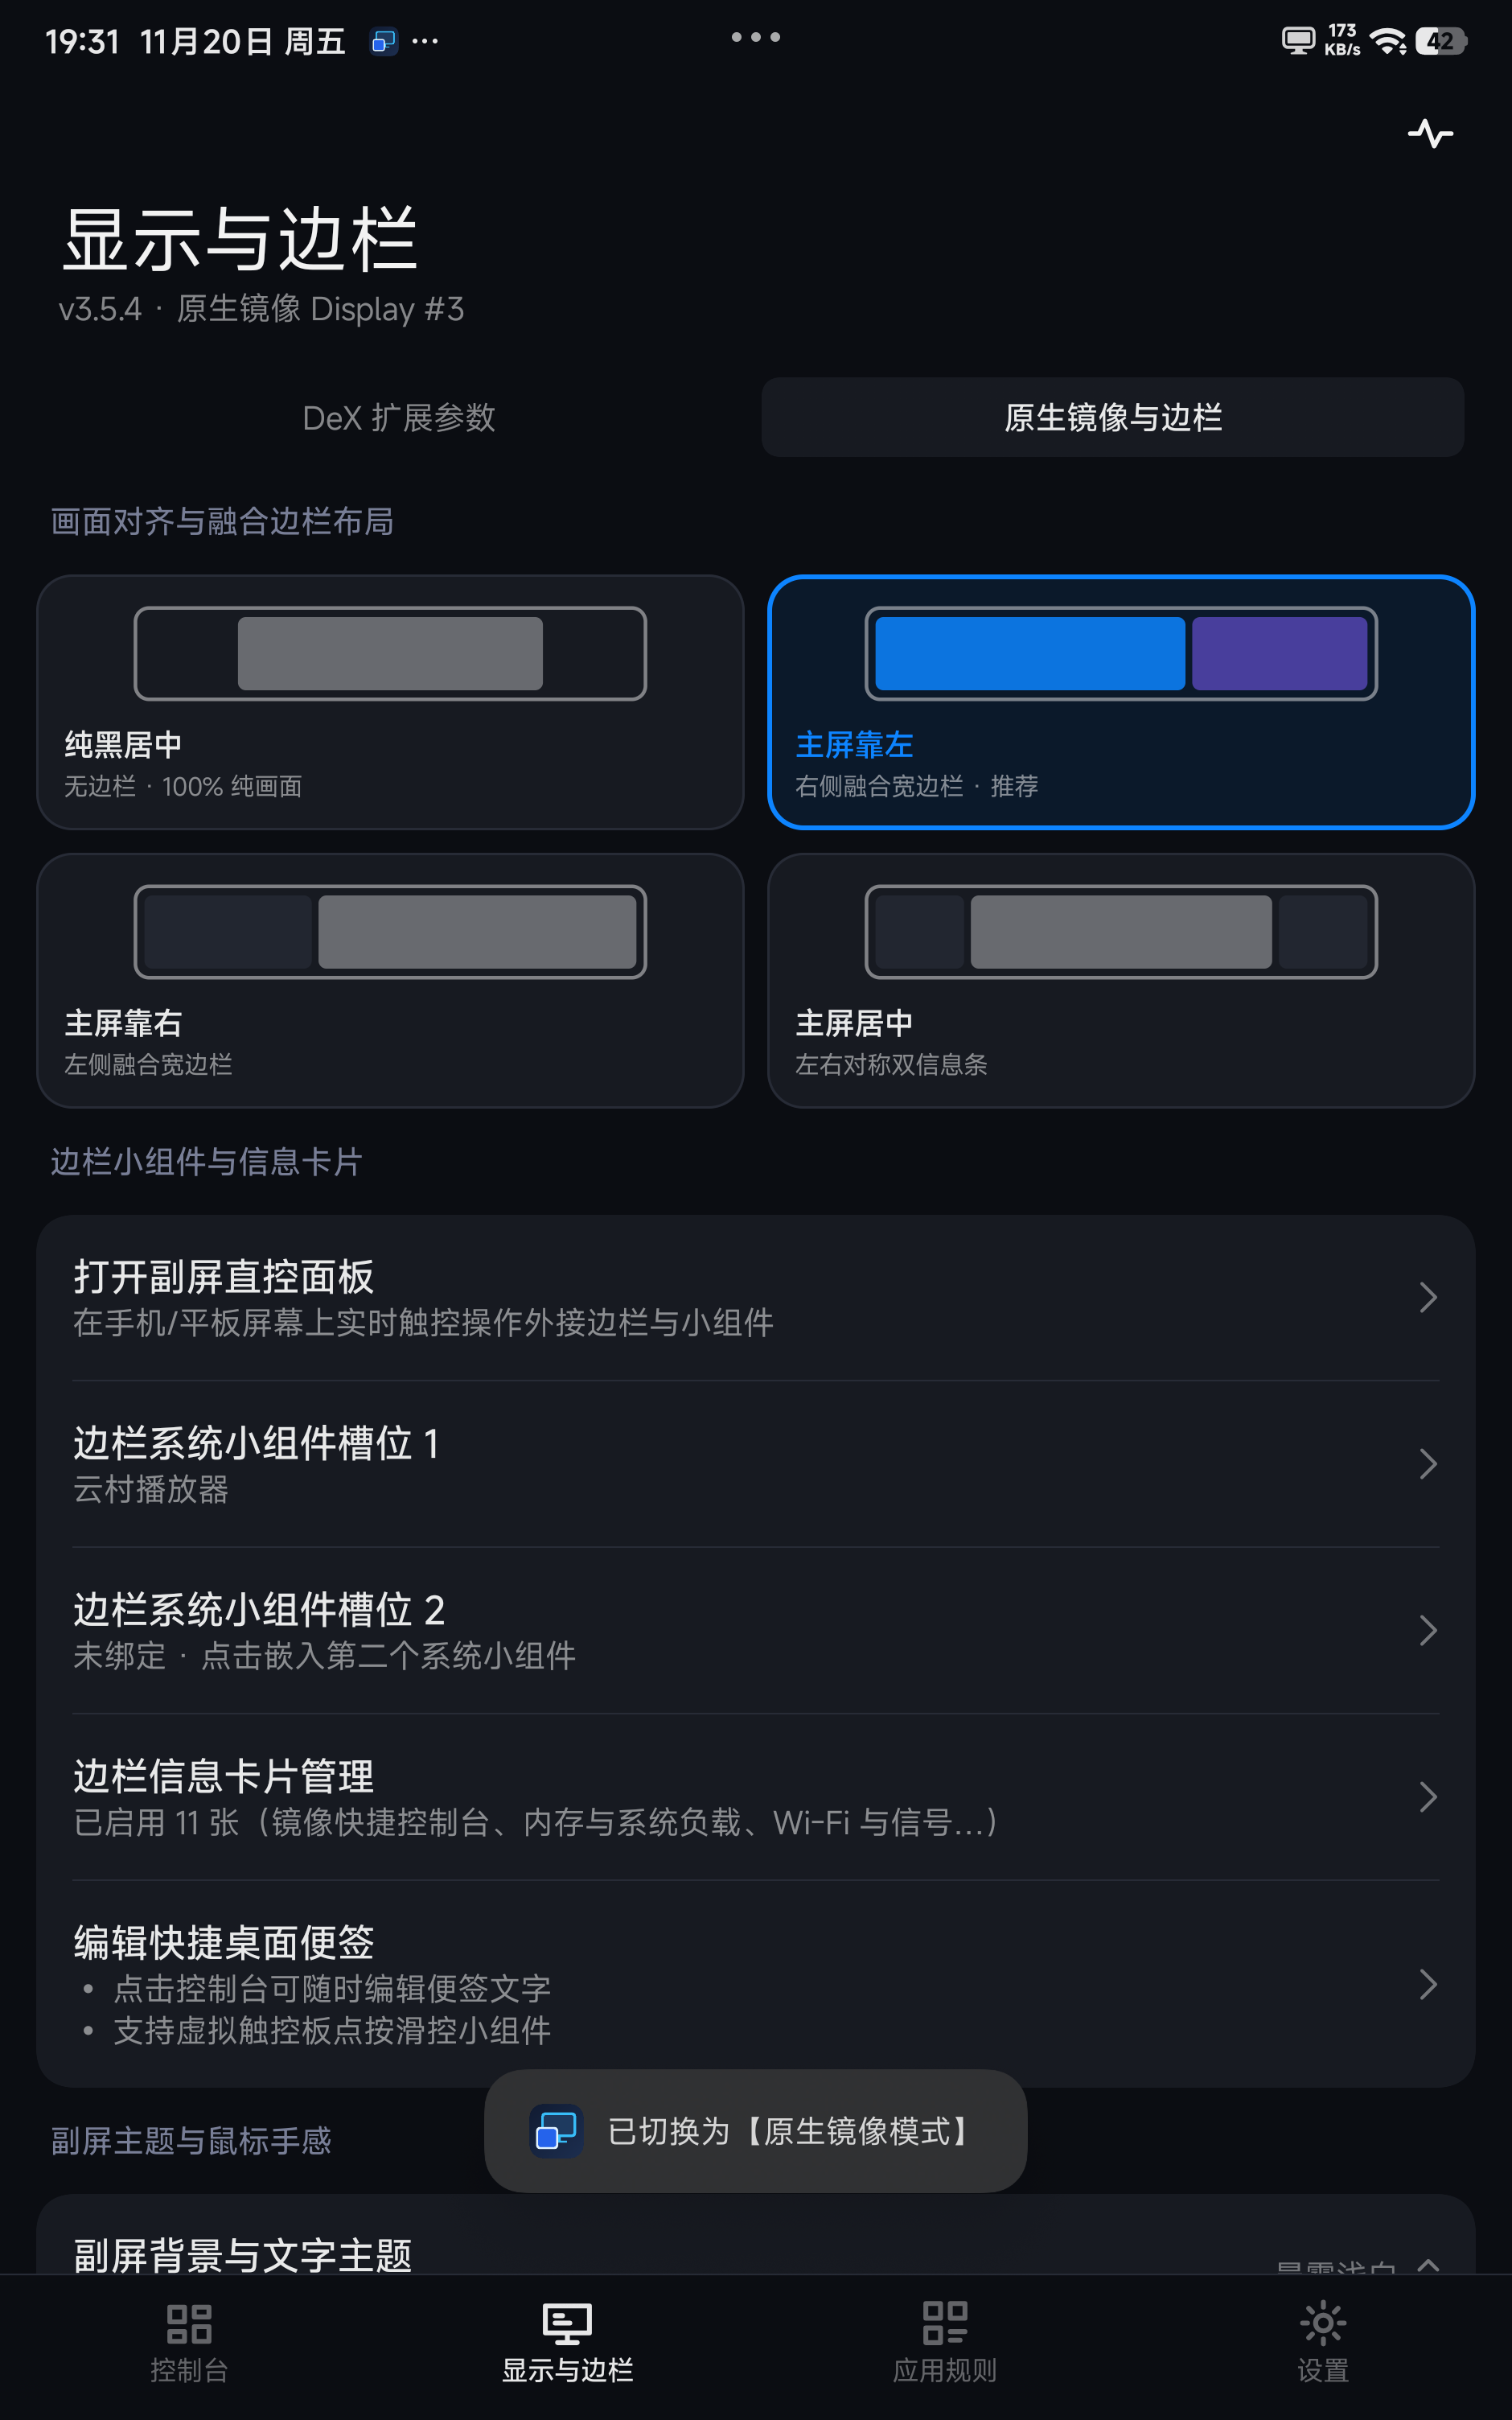 19:31 11月20日 周五 ···
173
KB/s
42
显示与边栏
v3.5.4 · 原生镜像 Display #3
DeX 扩展参数
原生镜像与边栏
画面对齐与融合边栏布局
纯黑居中
无边栏 · 100% 纯画面
主屏靠左
右侧融合宽边栏 · 推荐
主屏靠右
左侧融合宽边栏
主屏居中
左右对称双信息条
边栏小组件与信息卡片
打开副屏直控面板
在手机/平板屏幕上实时触控操作外接边栏与小组件
边栏系统小组件槽位 1
云村播放器
边栏系统小组件槽位 2
未绑定 · 点击嵌入第二个系统小组件
边栏信息卡片管理
已启用 11 张（镜像快捷控制台、内存与系统负载、Wi-Fi 与信号...）
编辑快捷桌面便签
• 点击控制台可随时编辑便签文字
• 支持虚拟触控板点按滑控小组件
已切换为【原生镜像模式】
副屏主题与鼠标手感
副屏背景与文字主题
控制台
显示与边栏
应用规则
设置